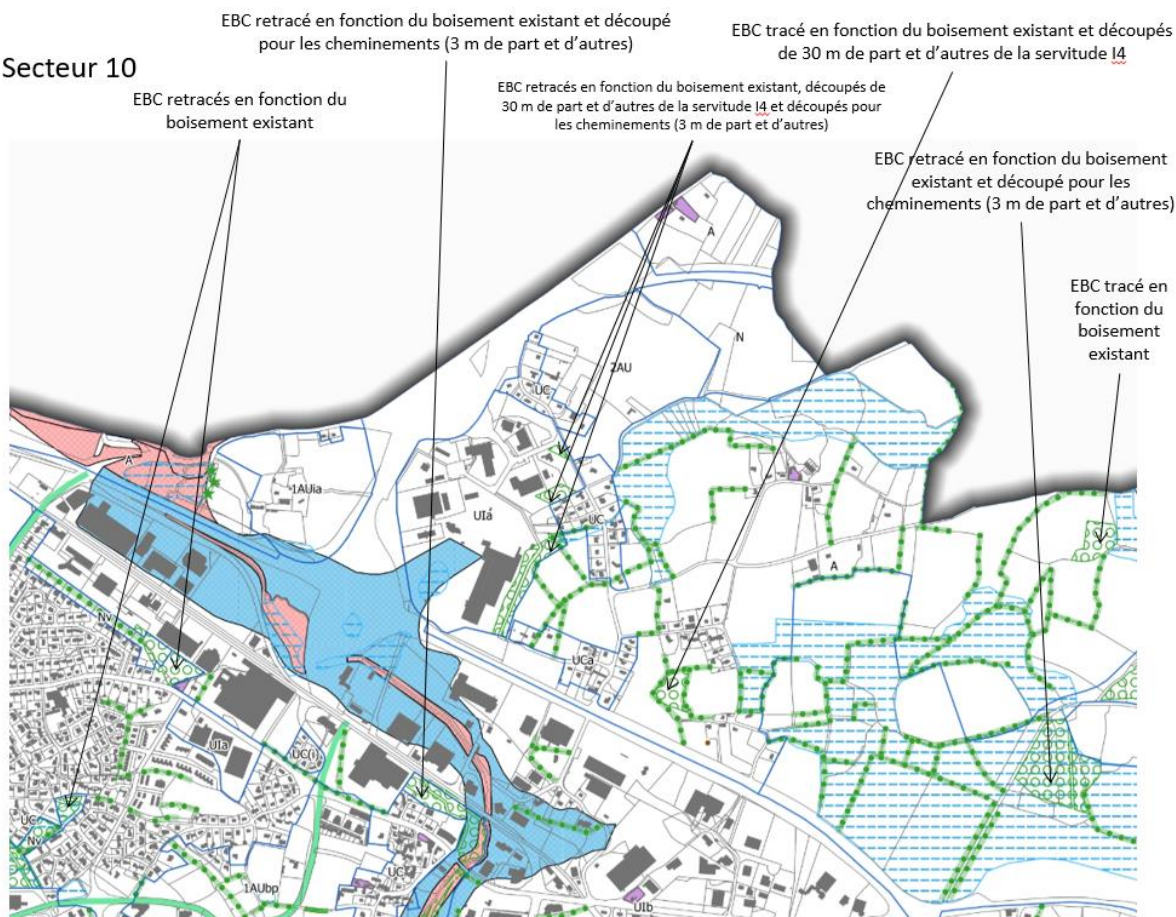 EBC retracé en fonction du boisement existant et découpé
pour les cheminements (3 m de part et d'autres)
EBC tracé en fonction du boisement existant et découpés
de 30 m de part et d'autres de la servitude I4
Secteur 10
EBC retracés en fonction du
boisement existant
EBC retracés en fonction du boisement existant, découpés de
30 m de part et d'autres de la servitude I4 et découpés pour
les cheminements (3 m de part et d'autres)
EBC retracé en fonction du boisement
existant et découpé pour les
cheminements (3 m de part et d'autres)
EBC tracé en
fonction du
boisement
existant
A
N
2AU
UC
A
1AUia
UIa
UC
A
Nv
UCa
UIa
UC(i)
UC
Nv
UC
1AUbp
UIb